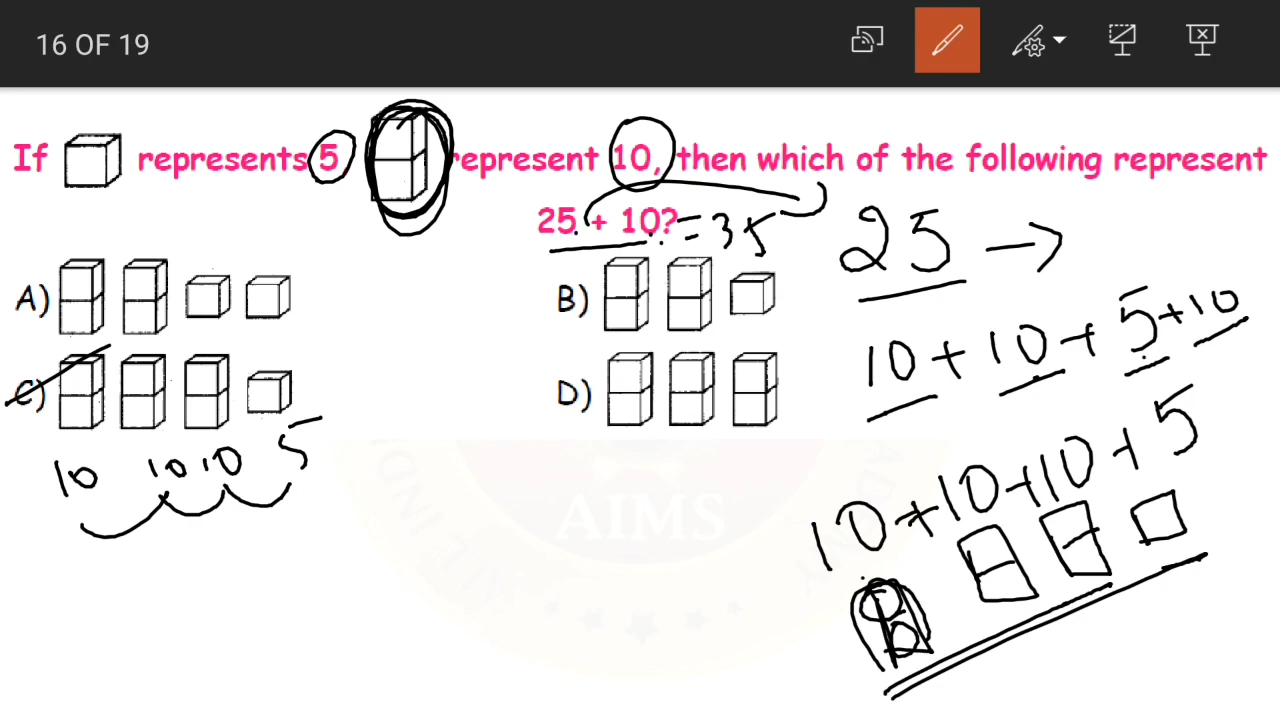 16 OF 19
If represents 5 represent 10, then which of the following represent
25 + 10? = 35
25 →
A)
B)
10 + 10 + 5 + 10
C)
D)
10 10 10 5
10 + 10 + 10 + 5
AIMS